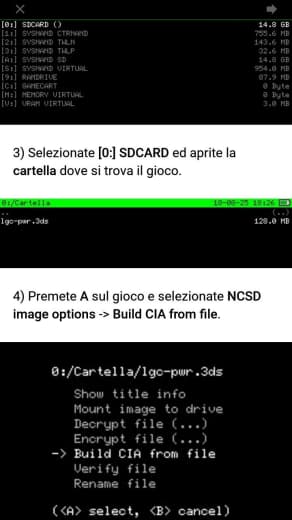 [0:] SDCARD () 14.8 GB
[1:] SYSNAND CTRNAND 755.6 MB
[2:] SYSNAND TWLN 143.6 MB
[3:] SYSNAND TWLP 32.6 MB
[A:] SYSNAND SD 14.8 GB
[S:] SYSNAND VIRTUAL 954.0 MB
[9:] RAMDRIVE 87.9 MB
[C:] GAMECART 0 Byte
[M:] MEMORY VIRTUAL 0 Byte
[V:] VRAM VIRTUAL 3.0 MB
3) Selezionate [0:] SDCARD ed aprite la
cartella dove si trova il gioco.
0:/Cartella 18-08-25 18:26
.. (..)
lgc-pwr.3ds 128.0 MB
4) Premete A sul gioco e selezionate NCSD
image options -> Build CIA from file.
0:/Cartella/lgc-pwr.3ds
Show title info
Mount image to drive
Decrypt file (...)
Encrypt file (...)
-> Build CIA from file
Verify file
Rename file
(<A> select, <B> cancel)